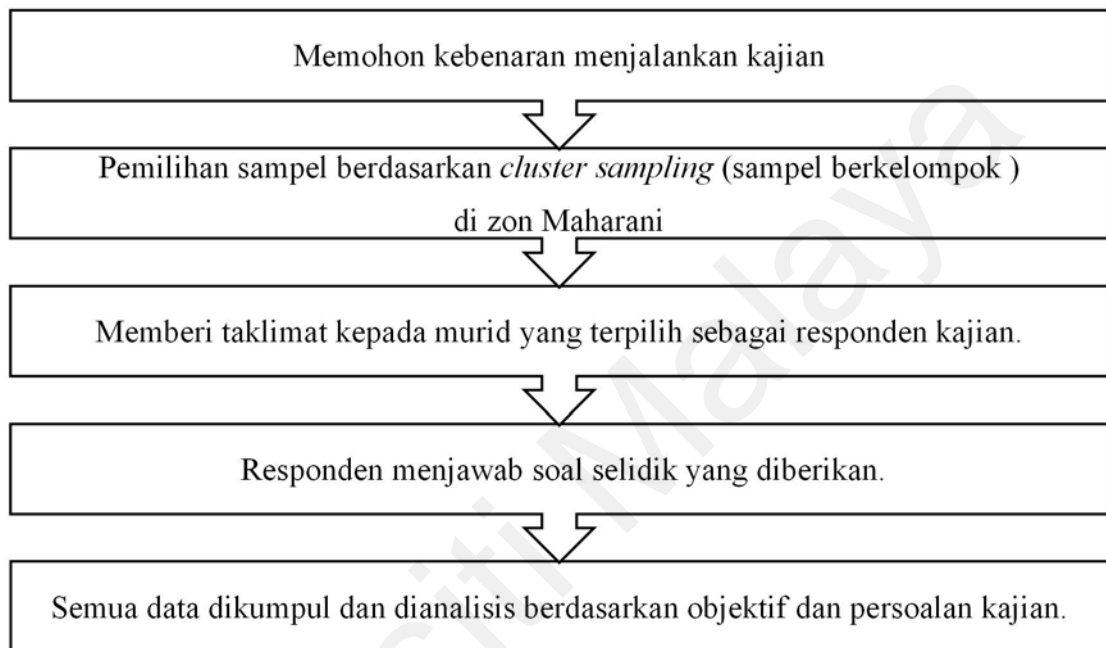 Memohon kebenaran menjalankan kajian
Pemilihan sampel berdasarkan cluster sampling (sampel berkelompok )
di zon Maharani
Memberi taklimat kepada murid yang terpilih sebagai responden kajian.
Responden menjawab soal selidik yang diberikan.
Semua data dikumpul dan dianalisis berdasarkan objektif dan persoalan kajian.
siti Malaya